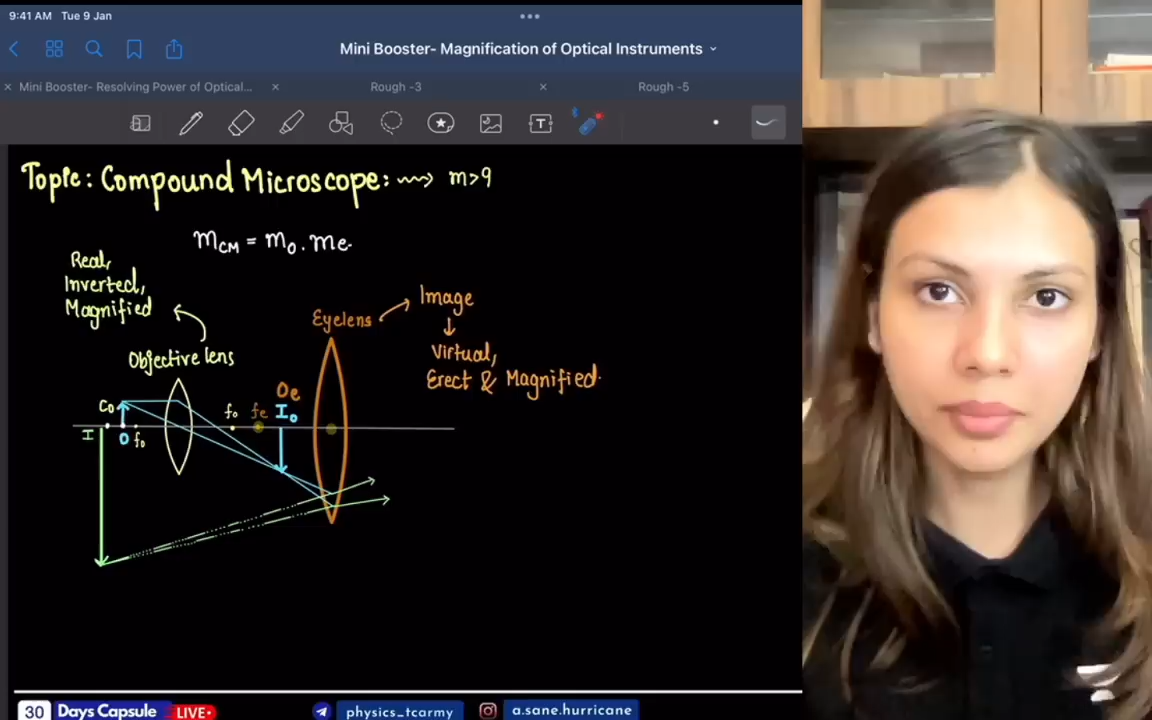 9:41 AM Tue 9 Jan
Mini Booster- Magnification of Optical Instruments
Mini Booster- Resolving Power of Optical...
Rough -3
Rough -5
T
Topic: Compound Microscope: m>9
mCM = mo . me
Real,
Inverted,
Magnified
Objective lens
Eyelens
Image
Virtual,
Erect & Magnified.
Co
I
O
fo
fo
fe
Oe
Io
30 Days Capsule LIVE
physics_tcarmy
a.sane.hurricane